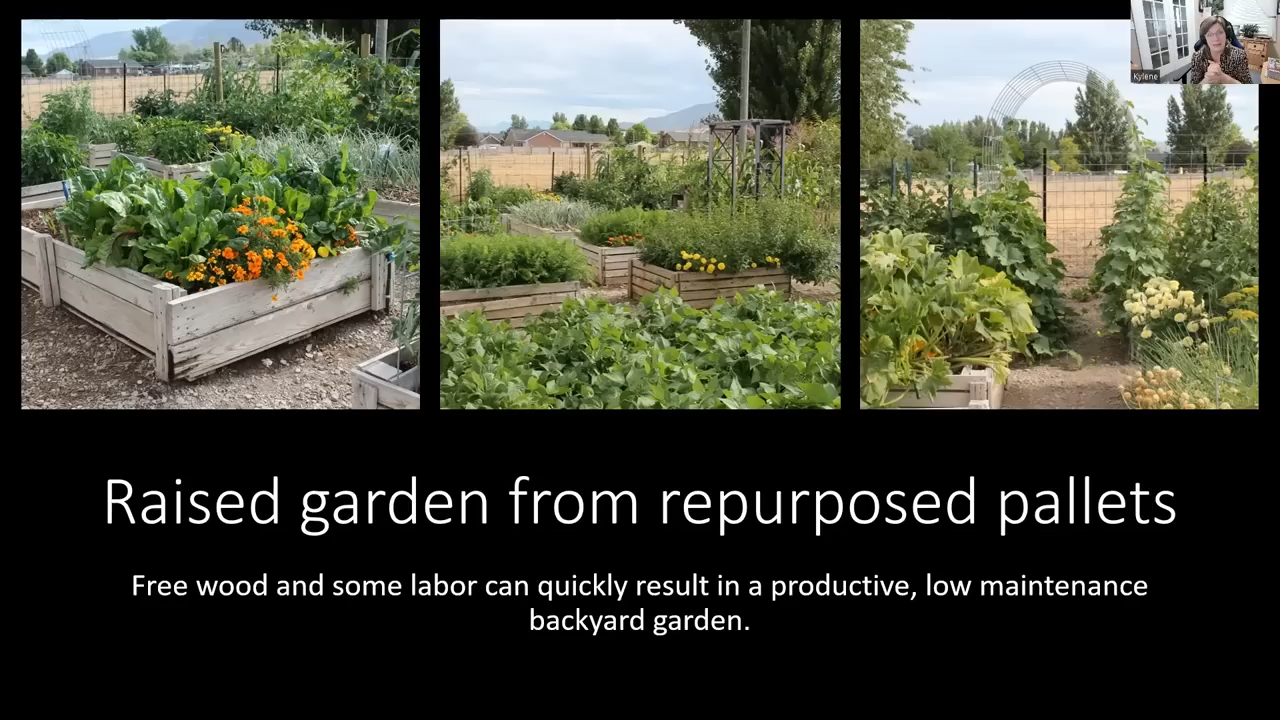 Kylene
Raised garden from repurposed pallets
Free wood and some labor can quickly result in a productive, low maintenance
backyard garden.